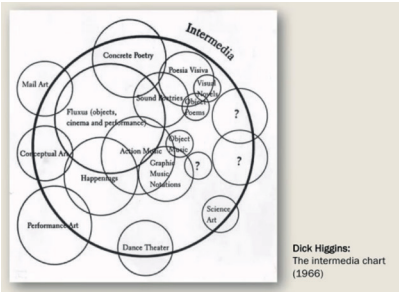 Intermedia
Concrete Poetry
Poesia Visiva
Mail Art
Visual
Novels
Sound Poetries
Object
Poems
?
Fluxus (objects,
cinema and performance)
Conceptual Art
Action Music
Object
Music
?
?
Graphic
Music
Notations
Happenings
Science
Art
Performance Art
Dance Theater
Dick Higgins:
The intermedia chart
(1966)